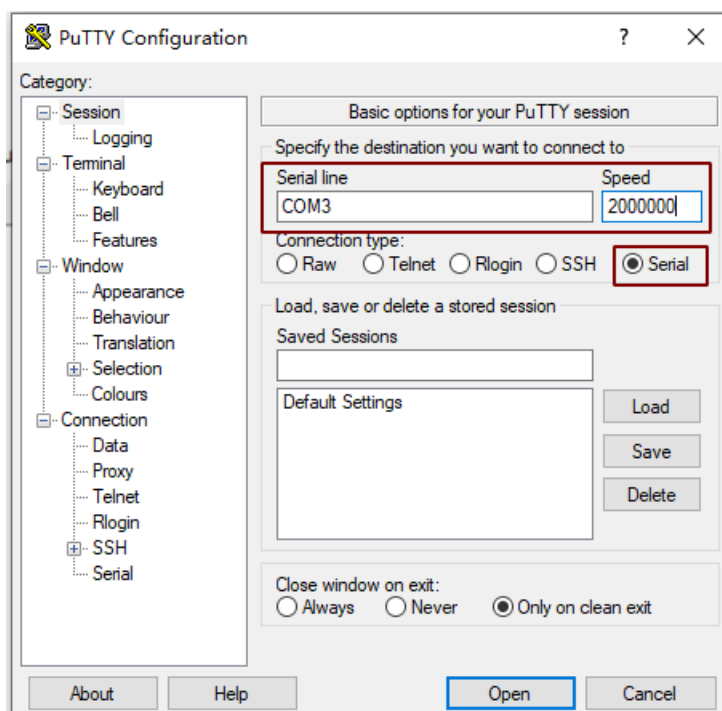 PuTTY Configuration
?
Category:
Session
Logging
Terminal
Keyboard
Bell
Features
Window
Appearance
Behaviour
Translation
Selection
Colours
Connection
Data
Proxy
Telnet
Rlogin
SSH
Serial
Basic options for your PuTTY session
Specify the destination you want to connect to
Serial line Speed
COM3 2000000
Connection type:
Raw Telnet Rlogin SSH Serial
Load, save or delete a stored session
Saved Sessions
Default Settings
Load
Save
Delete
Close window on exit:
Always Never Only on clean exit
About Help Open Cancel